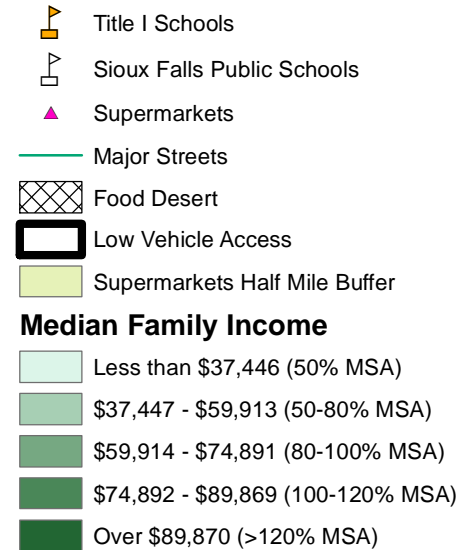 Title I Schools
Sioux Falls Public Schools
Supermarkets
Major Streets
Food Desert
Low Vehicle Access
Supermarkets Half Mile Buffer
Median Family Income
Less than $37,446 (50% MSA)
$37,447 - $59,913 (50-80% MSA)
$59,914 - $74,891 (80-100% MSA)
$74,892 - $89,869 (100-120% MSA)
Over $89,870 (>120% MSA)